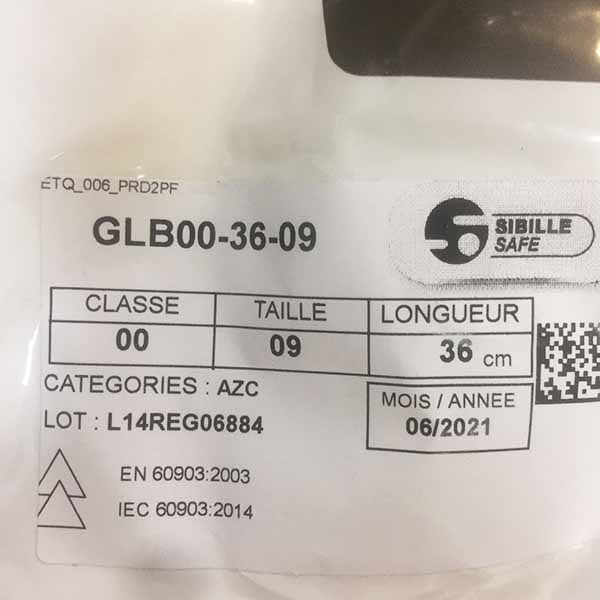 ETQ_006_PRD2PF
GLB00-36-09
SIBILLE
SAFE
CLASSE TAILLE LONGUEUR
00 09 36 cm
CATEGORIES : AZC
LOT : L14REG06884
MOIS / ANNEE
06/2021
EN 60903:2003
IEC 60903:2014